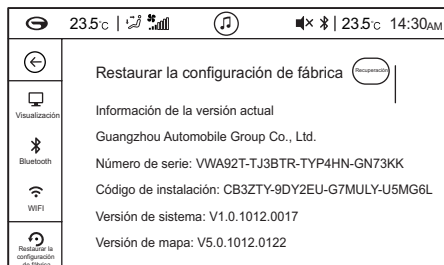 23.5°C 23.5°C 14:30AM
Restaurar la configuración de fábrica Recuperación
Visualización
Información de la versión actual
Guangzhou Automobile Group Co., Ltd.
Bluetooth
Número de serie: VWA92T-TJ3BTR-TYP4HN-GN73KK
Código de instalación: CB3ZTY-9DY2EU-G7MULY-U5MG6L
WIFI
Versión de sistema: V1.0.1012.0017
Versión de mapa: V5.0.1012.0122
Restaurar la
configuración
de fábrica